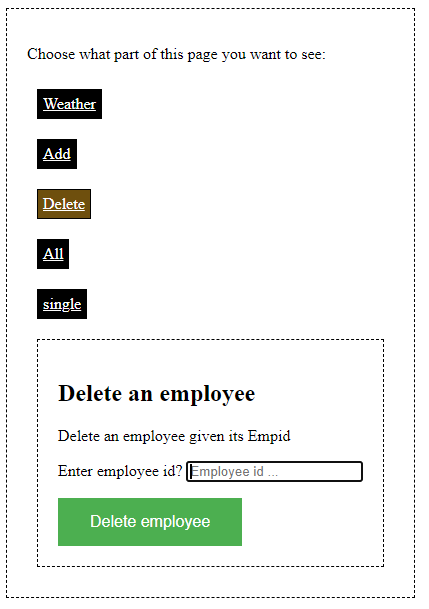 Choose what part of this page you want to see:
Weather
Add
Delete
All
single
Delete an employee
Delete an employee given its Empid
Enter employee id? Employee id ...
Delete employee